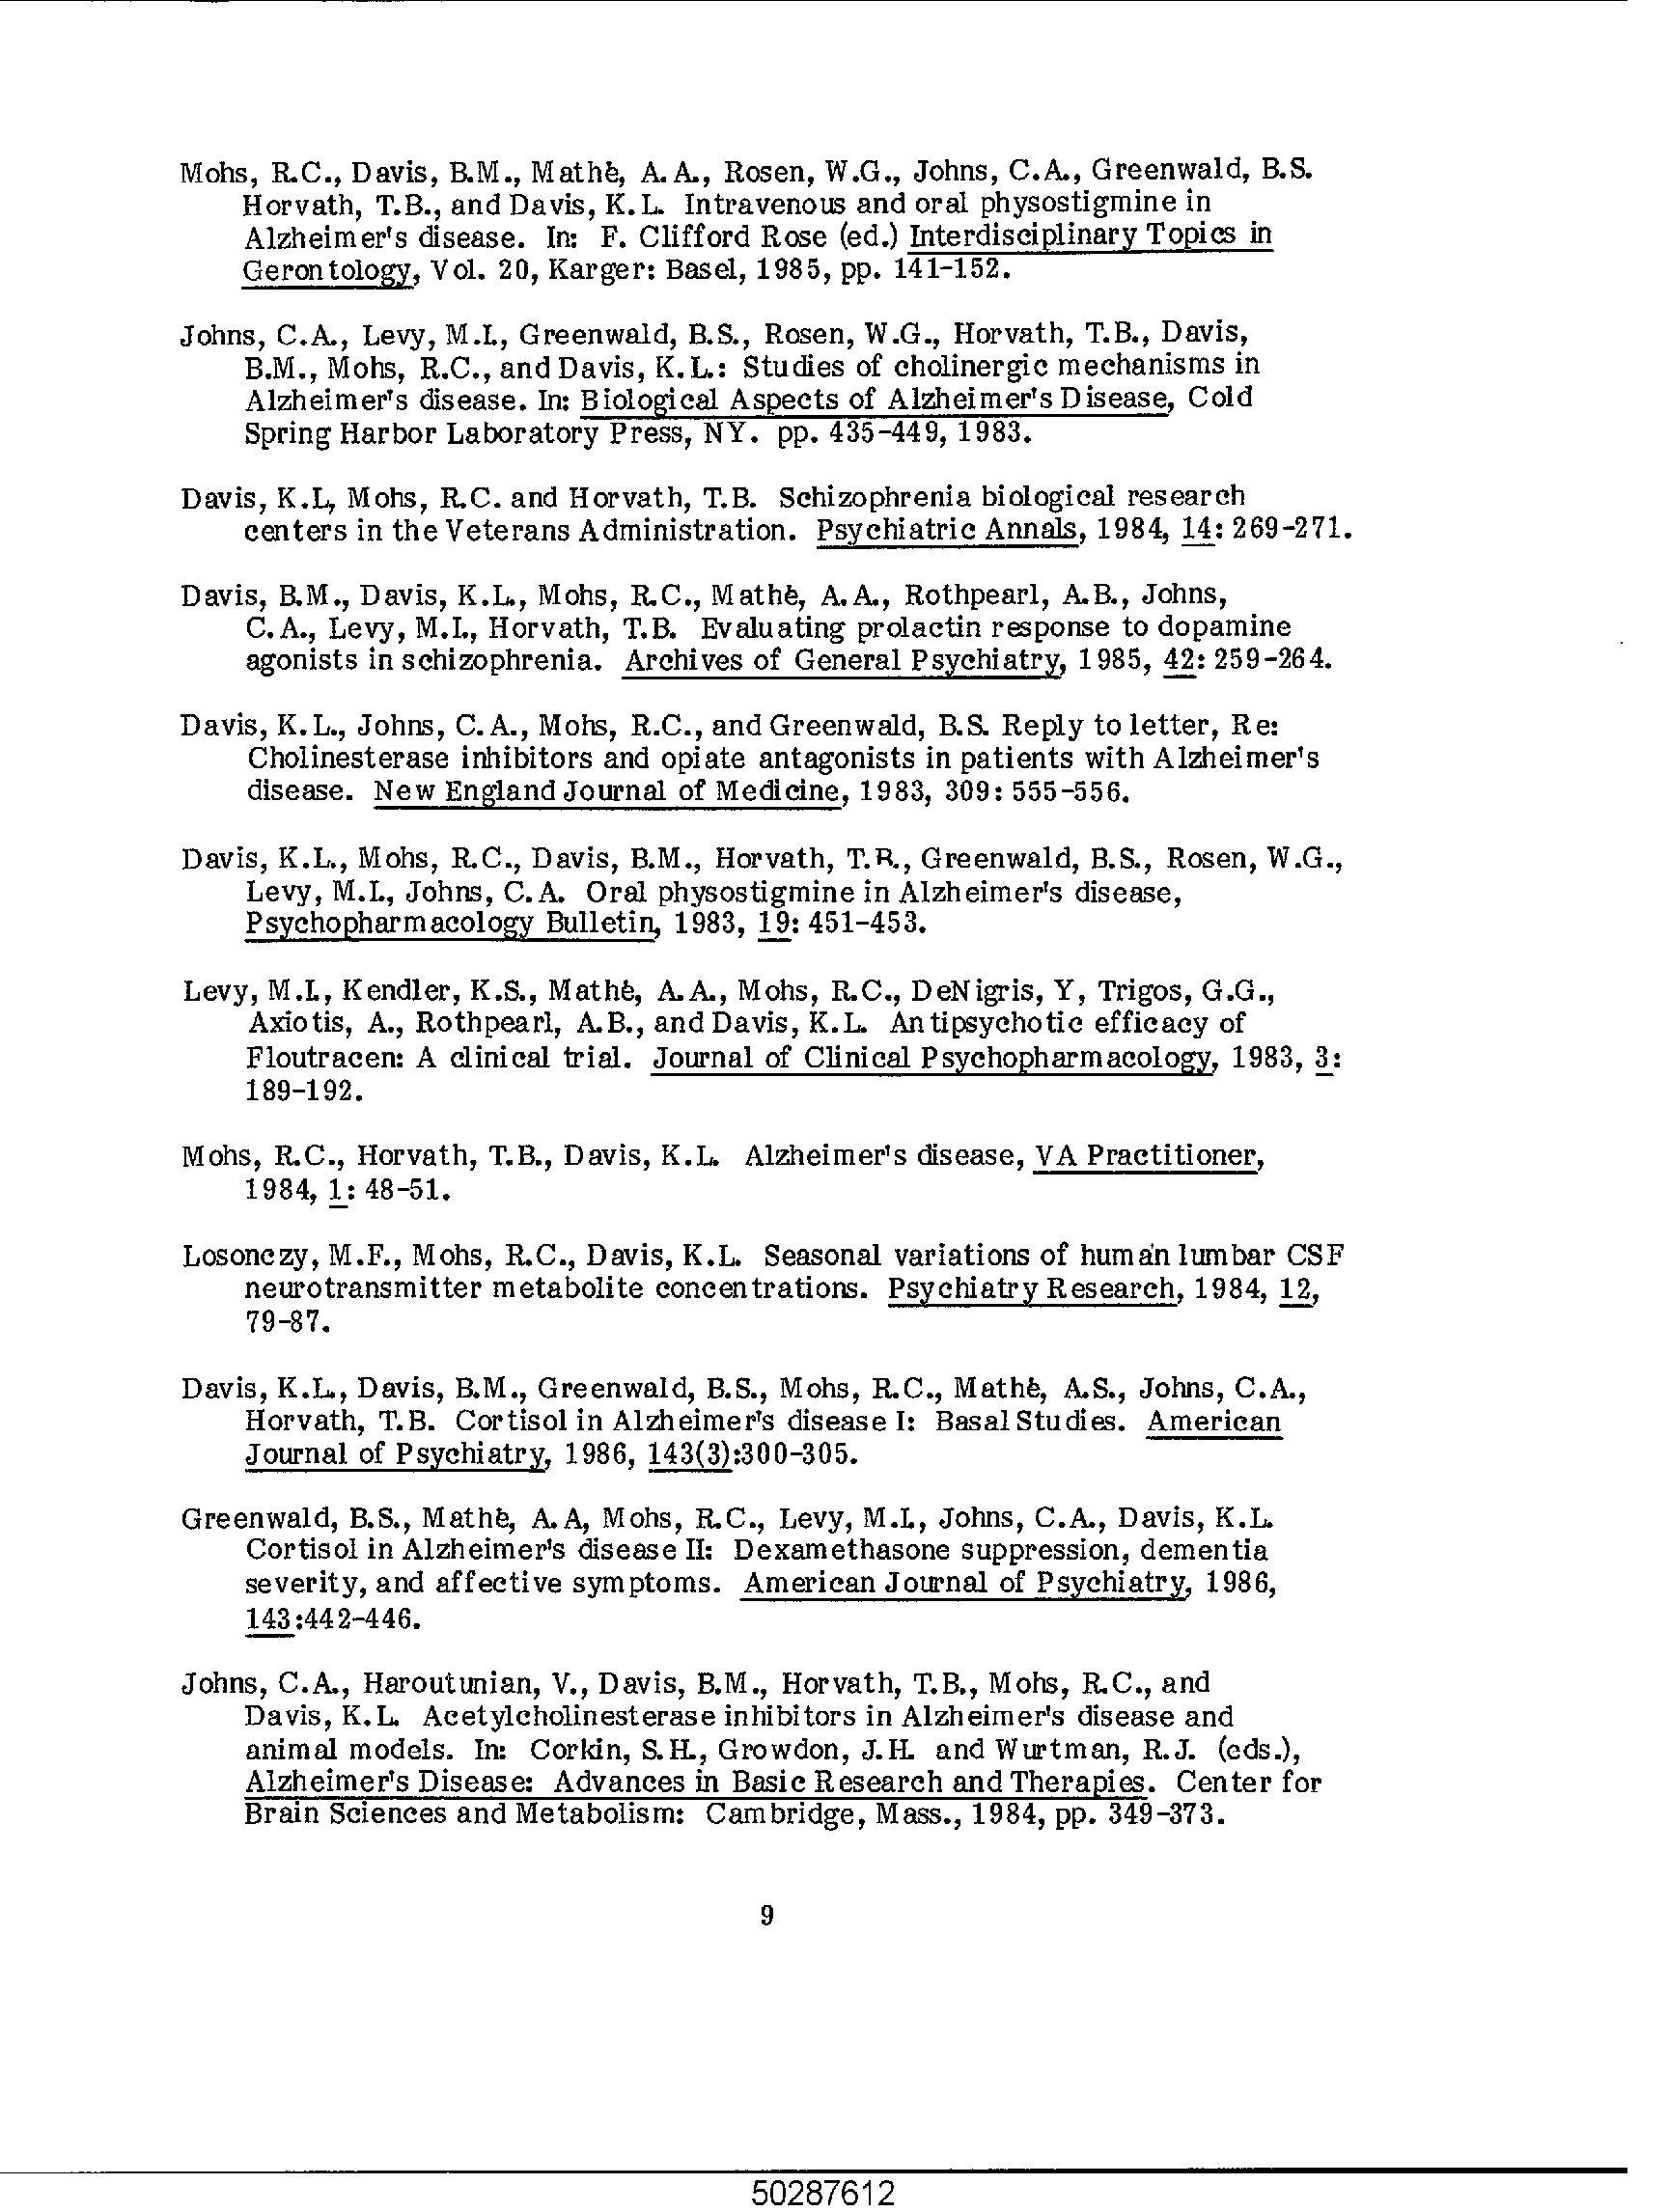 Mohs, R.C., Davis, B.M., Mathè, A.A., Rosen, W.G., Johns, C.A., Greenwald, B.S.
Horvath, T.B., and Davis, K.L. Intravenous and oral physostigmine in
Alzheimer's disease. In: F. Clifford Rose (ed.) Interdisciplinary Topics in
Gerontology, Vol. 20, Karger: Basel, 1985, pp. 141-152.
Johns, C.A., Levy, M.I., Greenwald, B.S., Rosen, W.G., Horvath, T.B., Davis,
B.M., Mohs, R.C., and Davis, K.L.: Studies of cholinergic mechanisms in
Alzheimer's disease. In: Biological Aspects of Alzheimer's Disease, Cold
Spring Harbor Laboratory Press, NY. pp. 435-449, 1983.
Davis, K.L, Mohs, R.C. and Horvath, T.B. Schizophrenia biological research
centers in the Veterans Administration. Psychiatric Annals, 1984, 14: 269-271.
Davis, B.M., Davis, K.L., Mohs, R.C., Mathè, A.A., Rothpearl, A.B., Johns,
C.A., Levy, M.I., Horvath, T.B. Evaluating prolactin response to dopamine
agonists in schizophrenia. Archives of General Psychiatry, 1985, 42: 259-264.
Davis, K.L., Johns, C.A., Mohs, R.C., and Greenwald, B.S. Reply to letter, Re:
Cholinesterase inhibitors and opiate antagonists in patients with Alzheimer's
disease. New England Journal of Medicine, 1983, 309: 555-556.
Davis, K.L., Mohs, R.C., Davis, B.M., Horvath, T.B., Greenwald, B.S., Rosen, W.G.,
Levy, M.I., Johns, C.A. Oral physostigmine in Alzheimer's disease,
Psychopharmacology Bulletin, 1983, 19: 451-453.
Levy, M.I., Kendler, K.S., Mathè, A.A., Mohs, R.C., DeNigris, Y, Trigos, G.G.,
Axiotis, A., Rothpearl, A.B., and Davis, K.L. Antipsychotic efficacy of
Floutracen: A clinical trial. Journal of Clinical Psychopharmacology, 1983, 3:
189-192.
Mohs, R.C., Horvath, T.B., Davis, K.L. Alzheimer's disease, VA Practitioner,
1984, 1: 48-51.
Losonczy, M.F., Mohs, R.C., Davis, K.L. Seasonal variations of human lumbar CSF
neurotransmitter metabolite concentrations. Psychiatry Research, 1984, 12,
79-87.
Davis, K.L., Davis, B.M., Greenwald, B.S., Mohs, R.C., Mathè, A.S., Johns, C.A.,
Horvath, T.B. Cortisol in Alzheimer's disease I: Basal Studies. American
Journal of Psychiatry, 1986, 143(3):300-305.
Greenwald, B.S., Mathè, A.A, Mohs, R.C., Levy, M.I., Johns, C.A., Davis, K.L.
Cortisol in Alzheimer's disease II: Dexamethasone suppression, dementia
severity, and affective symptoms. American Journal of Psychiatry, 1986,
143:442-446.
Johns, C.A., Haroutunian, V., Davis, B.M., Horvath, T.B., Mohs, R.C., and
Davis, K.L. Acetylcholinesterase inhibitors in Alzheimer's disease and
animal models. In: Corkin, S.H., Growdon, J.H. and Wurtman, R.J. (eds.),
Alzheimer's Disease: Advances in Basic Research and Therapies. Center for
Brain Sciences and Metabolism: Cambridge, Mass., 1984, pp. 349-373.
9
50287612